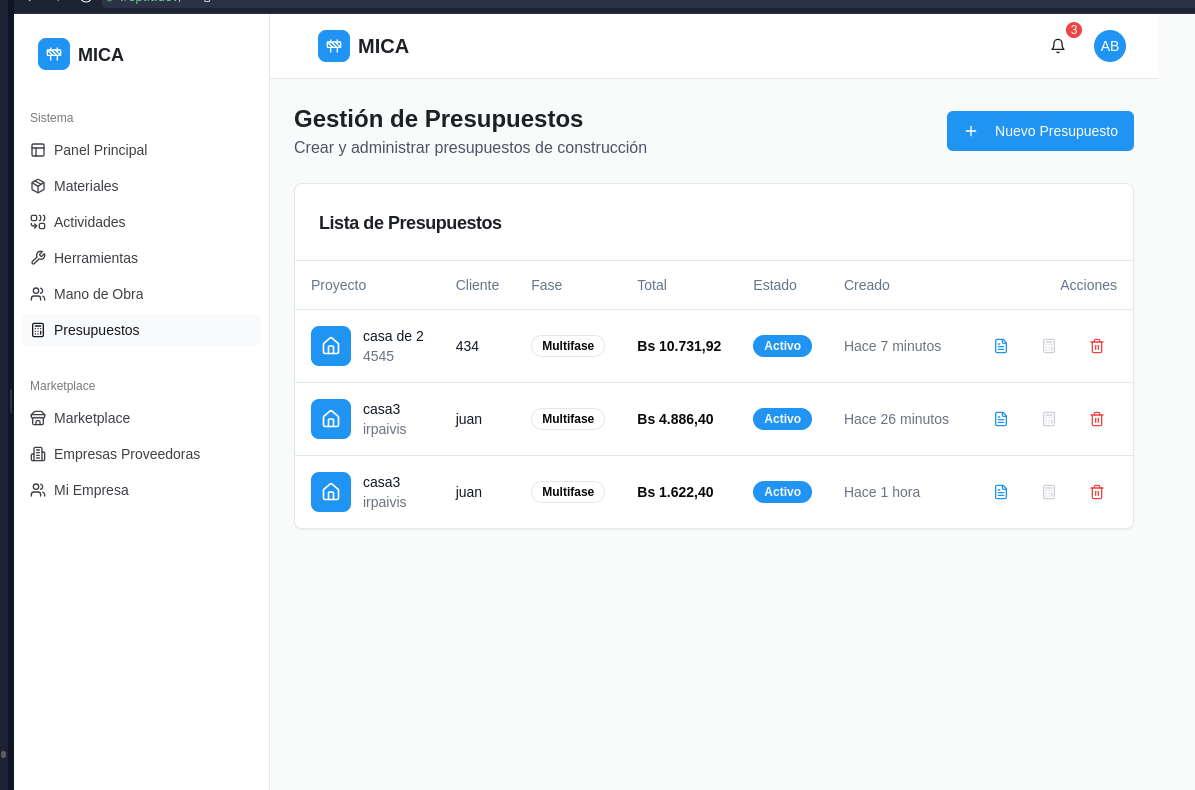 MICA
MICA
3
AB
Sistema
Panel Principal
Materiales
Actividades
Herramientas
Mano de Obra
Presupuestos
Marketplace
Marketplace
Empresas Proveedoras
Mi Empresa
Gestión de Presupuestos
Crear y administrar presupuestos de construcción
Nuevo Presupuesto
Lista de Presupuestos
Proyecto Cliente Fase Total Estado Creado Acciones
casa de 2
4545
434 Multifase Bs 10.731,92 Activo Hace 7 minutos
casa3
irpaivis
juan Multifase Bs 4.886,40 Activo Hace 26 minutos
casa3
irpaivis
juan Multifase Bs 1.622,40 Activo Hace 1 hora